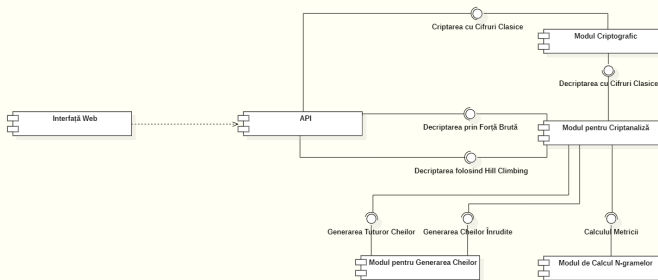 Criptarea cu Cifruri Clasice
Modul Criptografic
Decriptarea cu Cifruri Clasice
Interfață Web
API
Decriptarea prin Forță Brută
Modul pentru Criptanaliză
Decriptarea folosind Hill Climbing
Generarea Tuturor Cheilor
Generarea Cheilor Înrudite
Calculul Metricii
Modul pentru Generarea Cheilor
Modul de Calcul N-gramelor